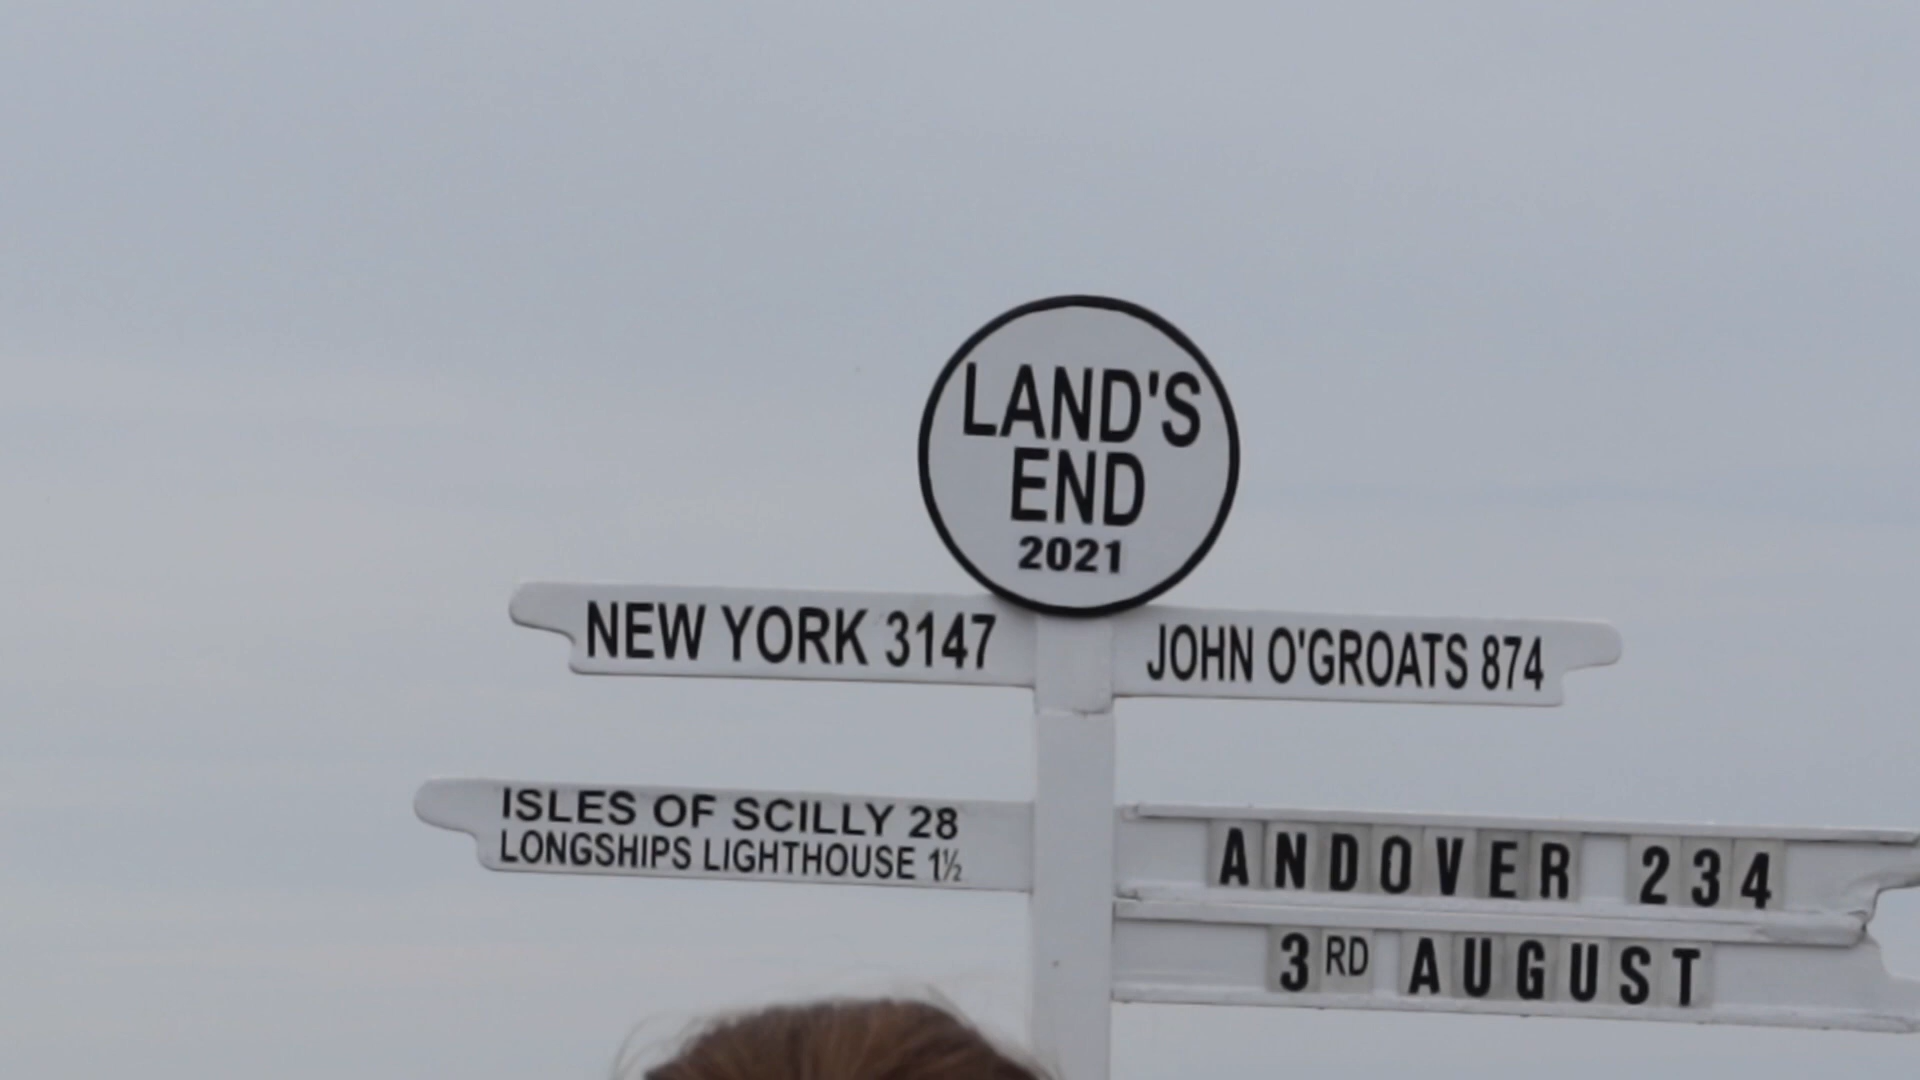 LAND'S
END
2021
NEW YORK 3147
JOHN O'GROATS 874
ISLES OF SCILLY 28
LONGSHIPS LIGHTHOUSE 1½
ANDOVER 234
3RD AUGUST